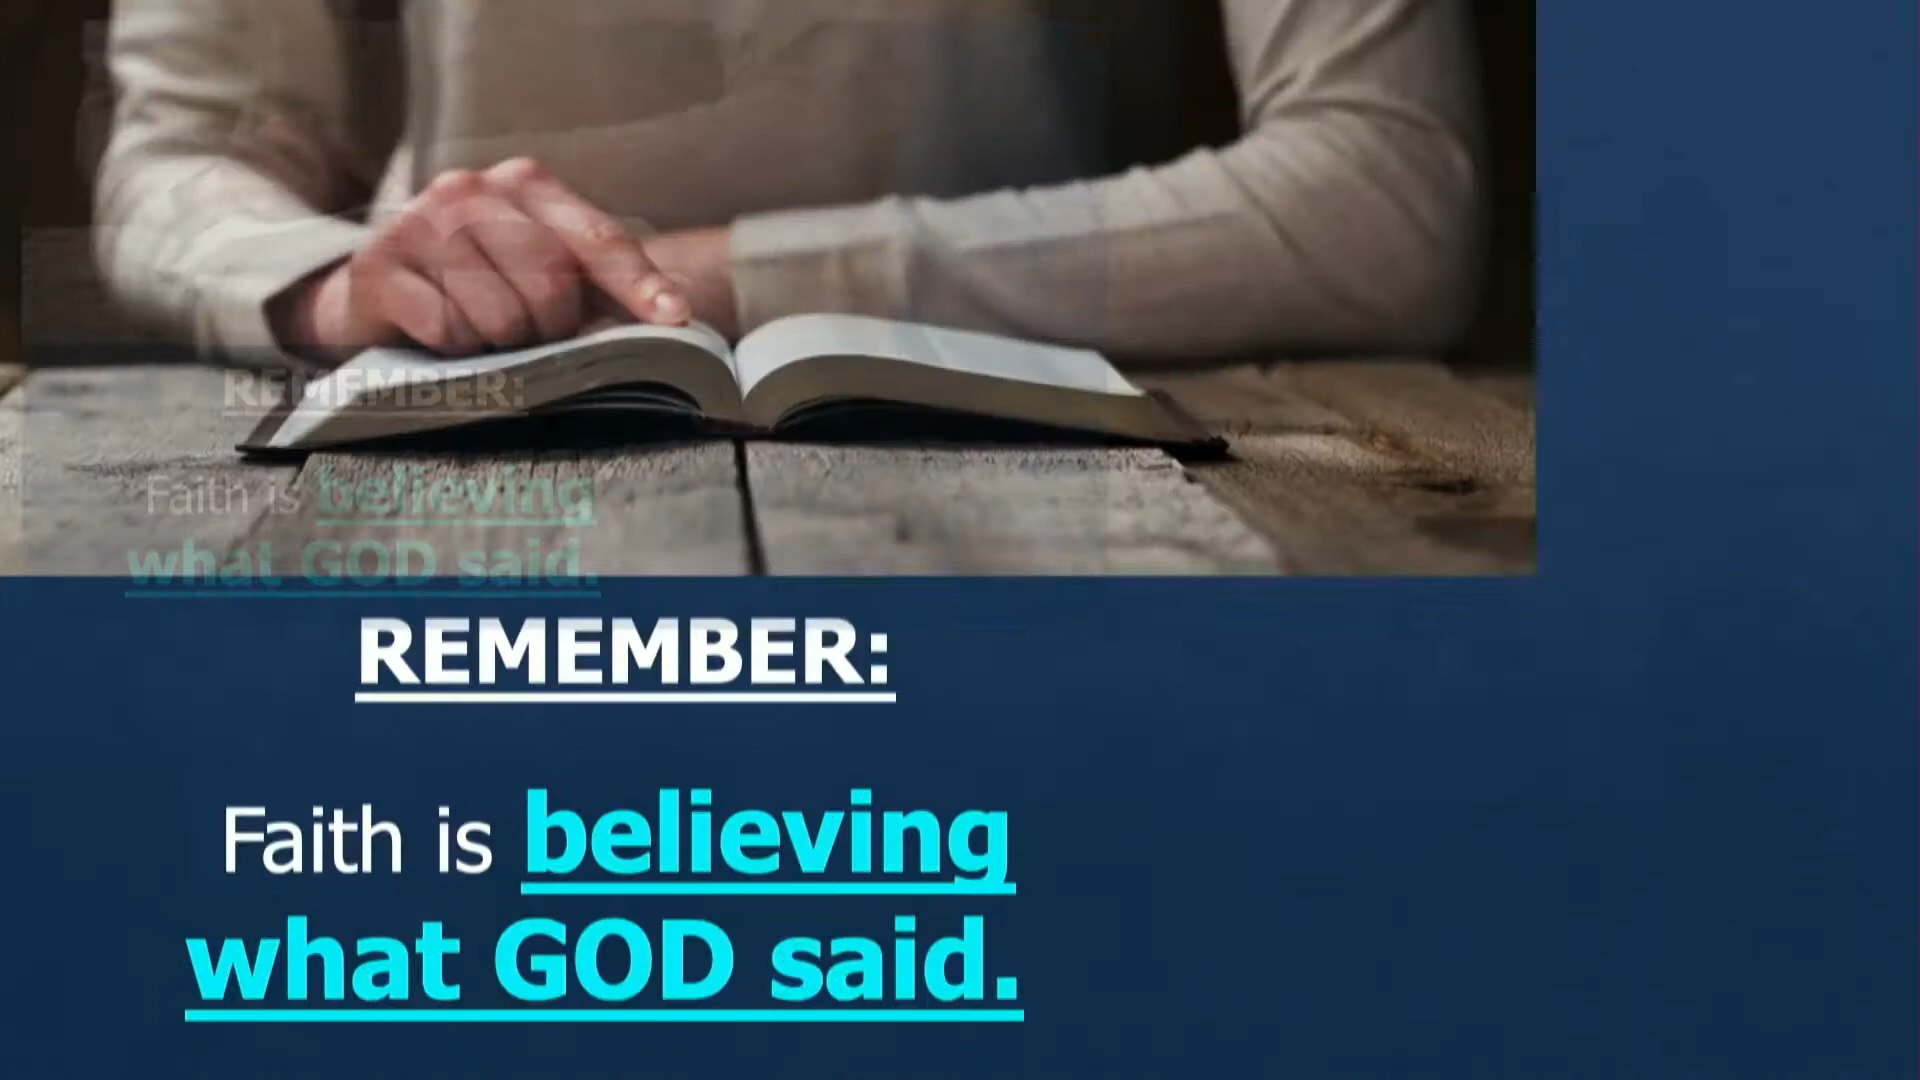 REMEMBER:
Faith is believing
what GOD said.
REMEMBER:
Faith is believing
what GOD said.